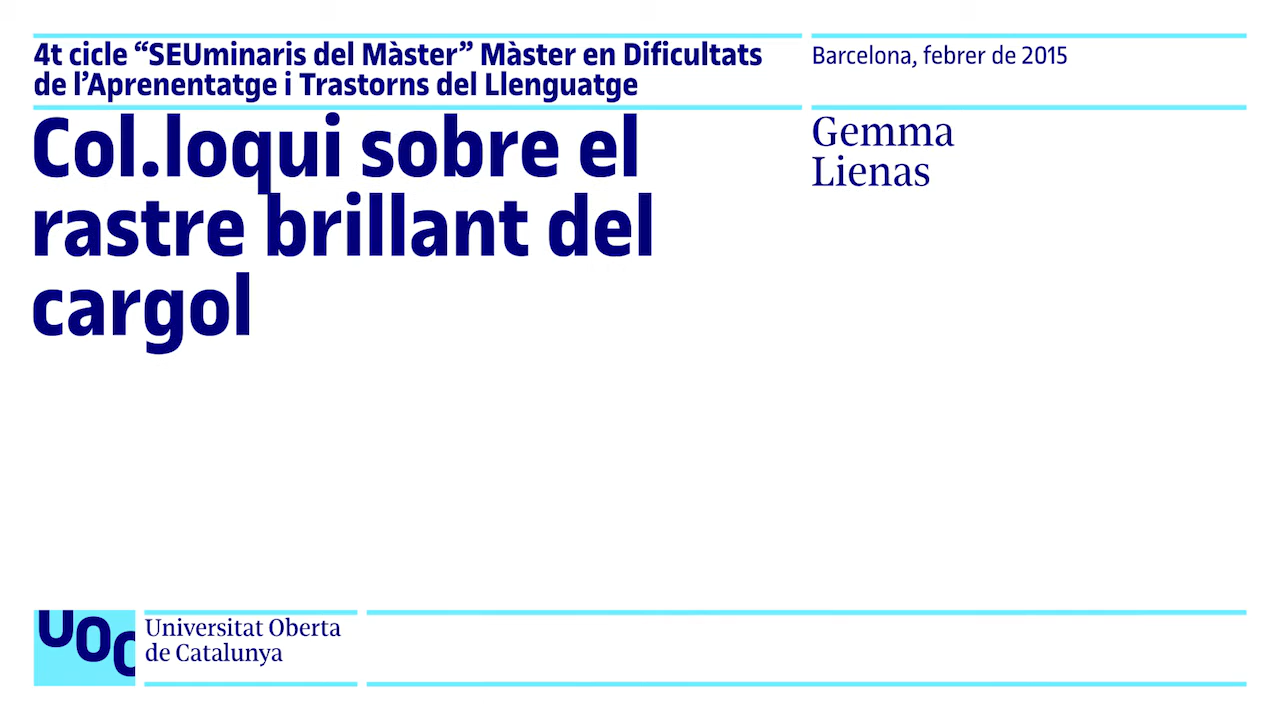 4t cicle “SEUminaris del Màster” Màster en Dificultats
de l’Aprenentatge i Trastorns del Llenguatge
Barcelona, febrer de 2015
Col.loqui sobre el
rastre brillant del
cargol
Gemma
Lienas
UOC
Universitat Oberta
de Catalunya